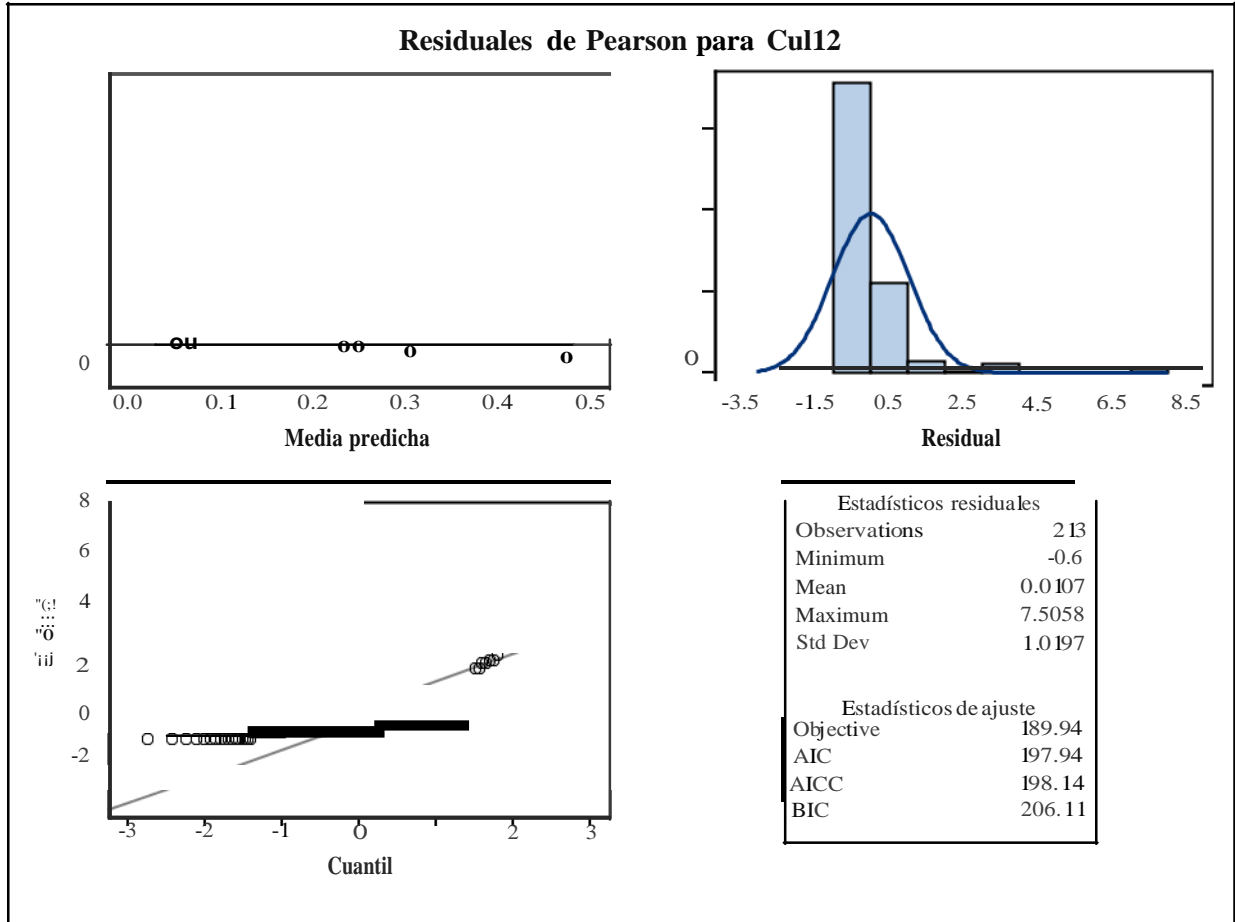 Residuales de Pearson para Cul12
ou
oo
o
o
0
0.0 0.1 0.2 0.3 0.4 0.5
Media predicha
O
-3.5 -1.5 0.5 2.5 4.5 6.5 8.5
Residual
8
6
4
2
0
-2
-3 -2 -1 O 2 3
Cuantil
Estadísticos residuales
Observations 213
Minimum -0.6
Mean 0.0107
Maximum 7.5058
Std Dev 1.0197
Estadísticos de ajuste
Objective 189.94
AIC 197.94
AICC 198.14
BIC 206.11